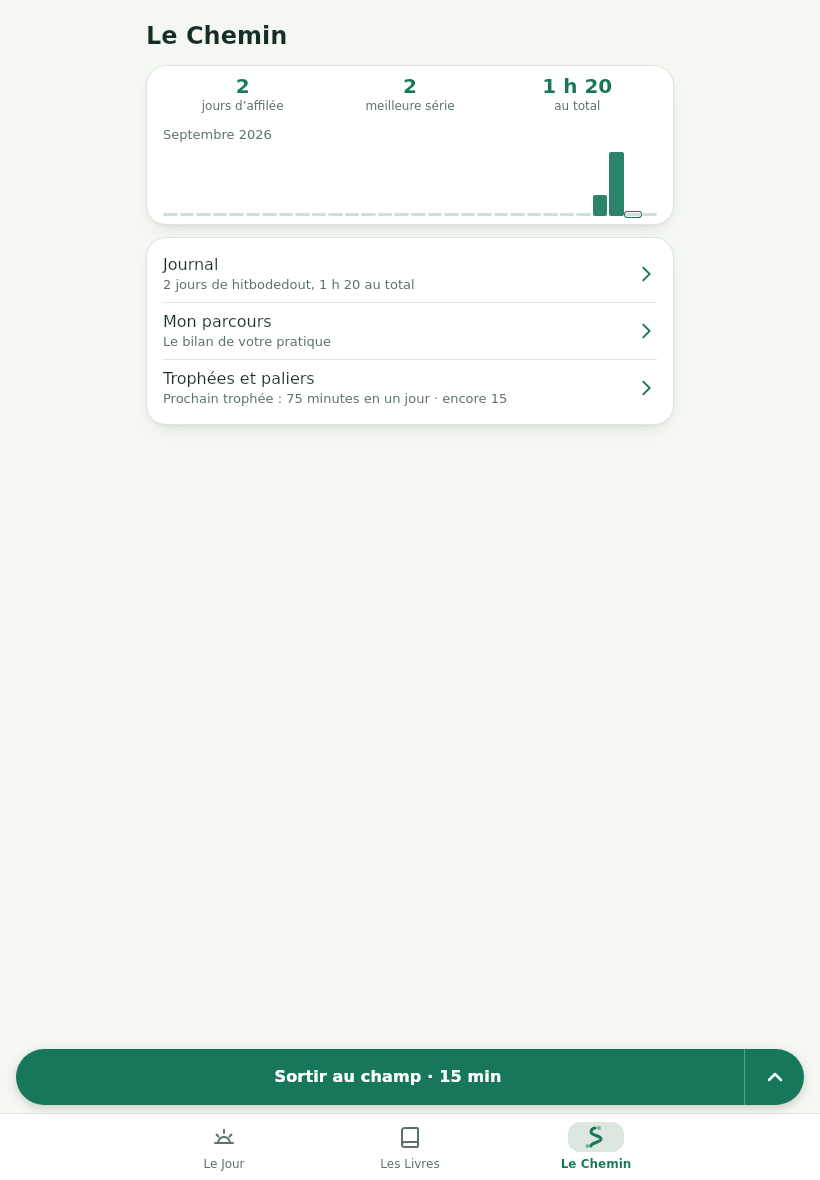 Le Chemin
2
jours d’affilée
2
meilleure série
1 h 20
au total
Septembre 2026
Journal
2 jours de hitbodedout, 1 h 20 au total
Mon parcours
Le bilan de votre pratique
Trophées et paliers
Prochain trophée : 75 minutes en un jour · encore 15
Sortir au champ · 15 min
Le Jour
Les Livres
Le Chemin